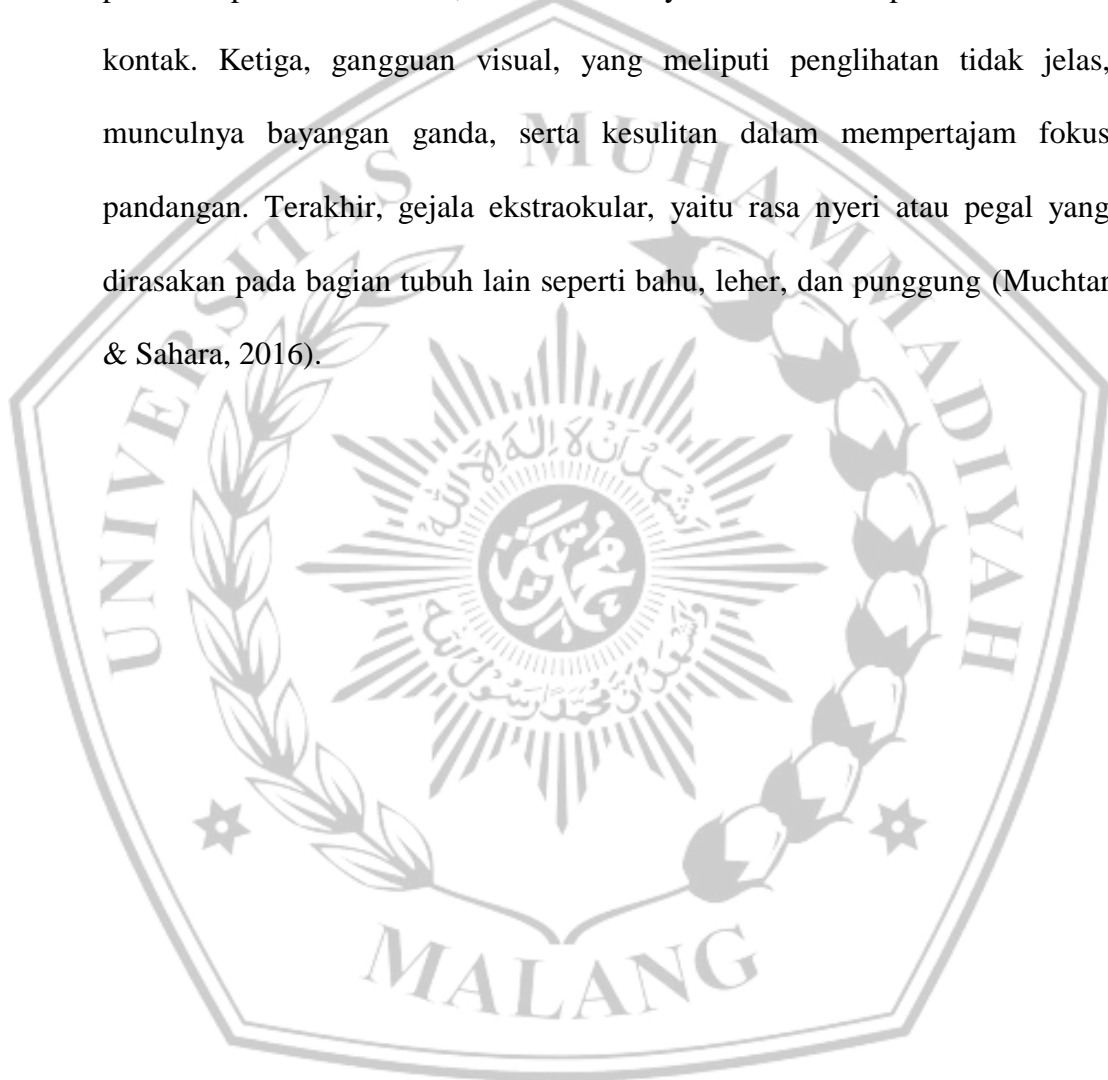 kontak. Ketiga, gangguan visual, yang meliputi penglihatan tidak jelas,
munculnya bayangan ganda, serta kesulitan dalam mempertajam fokus
pandangan. Terakhir, gejala ekstraokular, yaitu rasa nyeri atau pegal yang
dirasakan pada bagian tubuh lain seperti bahu, leher, dan punggung (Muchtar
& Sahara, 2016).
UNIVERSITAS MUHAMMADIYAH
MALANG